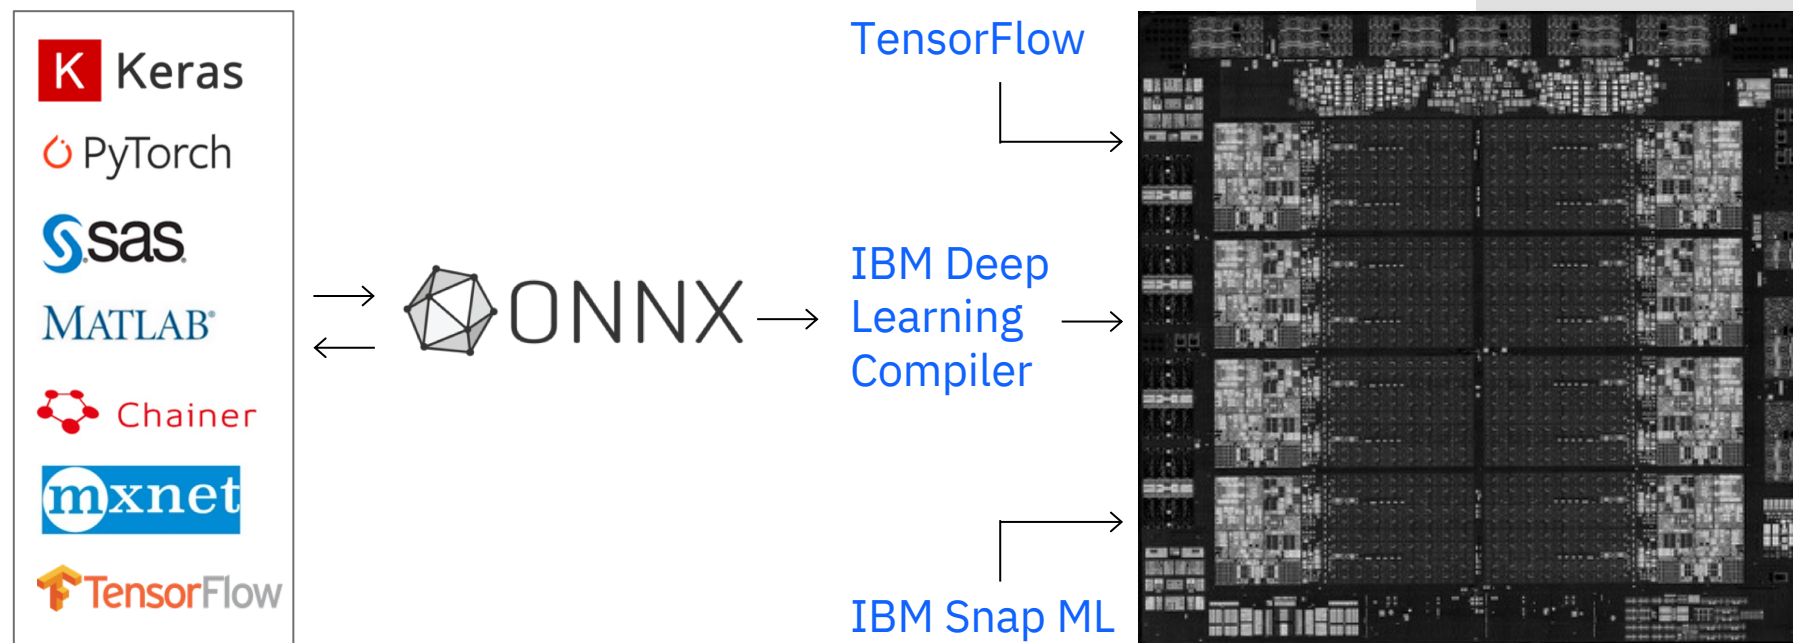 Keras
PyTorch
sas
MATLAB®
Chainer
mxnet
TensorFlow
ONNX
TensorFlow
IBM Deep
Learning
Compiler
IBM Snap ML